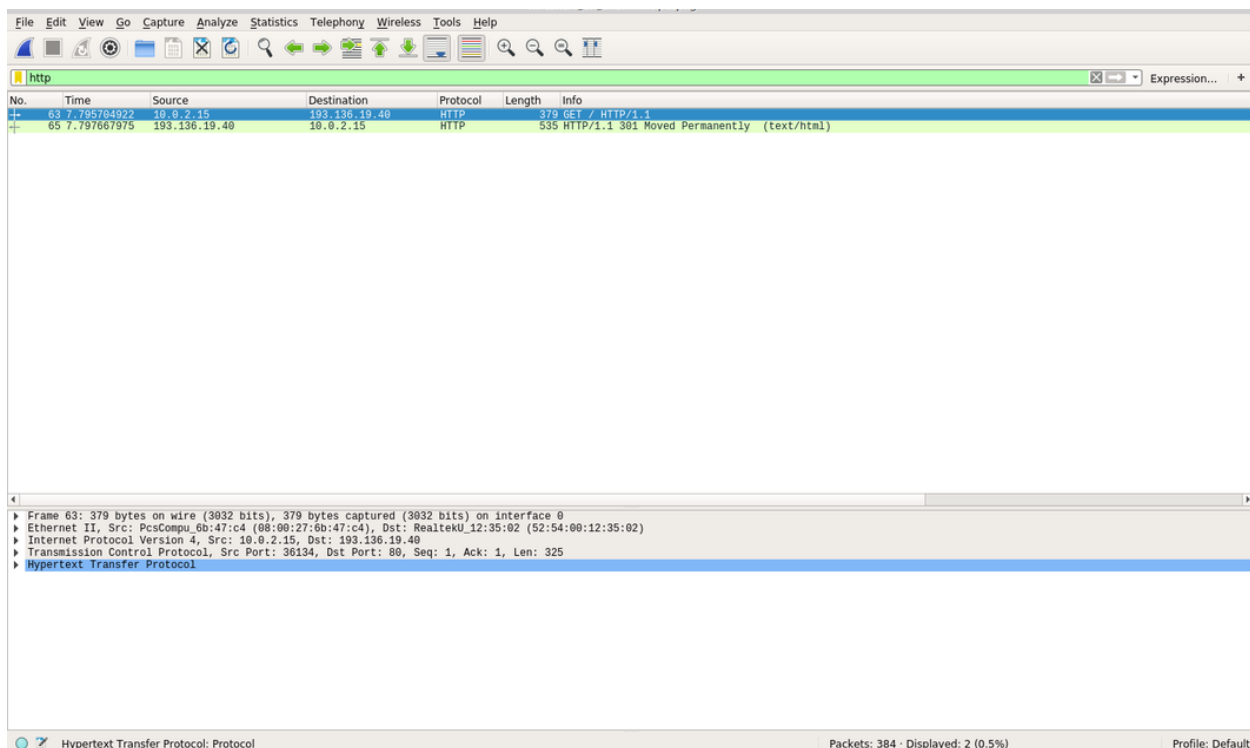 File Edit View Go Capture Analyze Statistics Telephony Wireless Tools Help
http
Expression... +
No. Time Source Destination Protocol Length Info
63 7.795704922 10.0.2.15 193.136.19.40 HTTP 379 GET / HTTP/1.1
65 7.797667975 193.136.19.40 10.0.2.15 HTTP 535 HTTP/1.1 301 Moved Permanently (text/html)
Frame 63: 379 bytes on wire (3032 bits), 379 bytes captured (3032 bits) on interface 0
Ethernet II, Src: PcsCompu_6b:47:c4 (08:00:27:6b:47:c4), Dst: RealtekU_12:35:02 (52:54:00:12:35:02)
Internet Protocol Version 4, Src: 10.0.2.15, Dst: 193.136.19.40
Transmission Control Protocol, Src Port: 36134, Dst Port: 80, Seq: 1, Ack: 1, Len: 325
Hypertext Transfer Protocol
Hypertext Transfer Protocol: Protocol Packets: 384 · Displayed: 2 (0.5%) Profile: Default